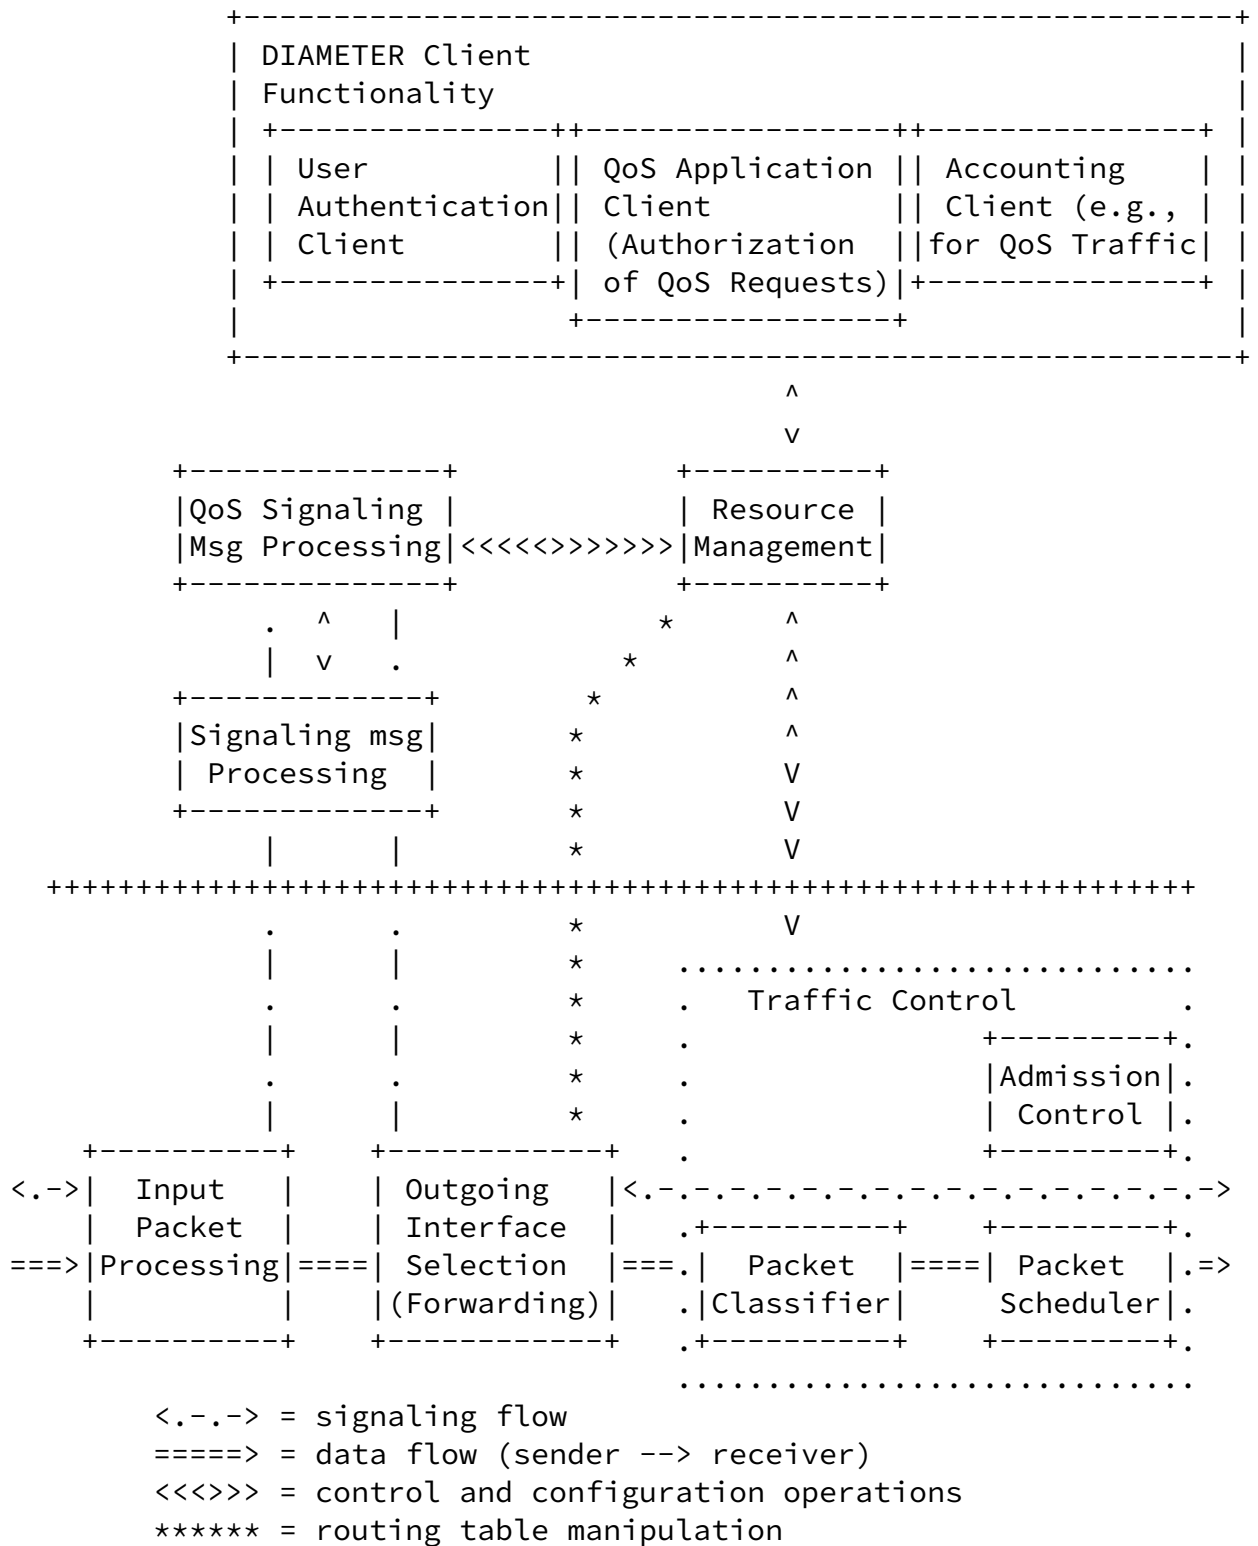 +-------------------------------------------------------+
| DIAMETER Client                                       |
| Functionality                                         |
| +---------------++-----------------++---------------+ |
| | User          || QoS Application || Accounting    | |
| | Authentication|| Client          || Client (e.g., | |
| | Client        || (Authorization  ||for QoS Traffic| |
| +---------------+| of QoS Requests)|+---------------+ |
|                  +-----------------+                  |
+-------------------------------------------------------+
^
v
+--------------+            +----------+
|QoS Signaling |            | Resource |
|Msg Processing|<<<<<>>>>>>>|Management|
+--------------+            +----------+
.  ^   |              *      ^
|  v   .            *        ^
+-------------+        *          ^
|Signaling msg|       *           ^
| Processing  |       *           V
+-------------+       *           V
|      |         *           V
++++++++++++++++++++++++++++++++++++++++++++++++++++++++++++++++
.      .         *           V
|      |         *     .............................
.      .         *     .   Traffic Control         .
|      |         *     .                +---------+.
.      .         *     .                |Admission|.
|      |         *     .                | Control |.
+----------+    +------------+    .                +---------+.
<.->|  Input   |    | Outgoing   |<.-.-.-.-.-.-.-.-.-.-.-.-.-.-.-.->
|  Packet  |    | Interface  |    .+----------+    +---------+.
===>|Processing|====| Selection  |===.|  Packet  |====| Packet  |.=>
|          |    |(Forwarding)|    .|Classifier|     Scheduler|.
+----------+    +------------+    .+----------+    +---------+.
.............................
<.-.-> = signaling flow
=====> = data flow (sender --> receiver)
<<<>>> = control and configuration operations
****** = routing table manipulation